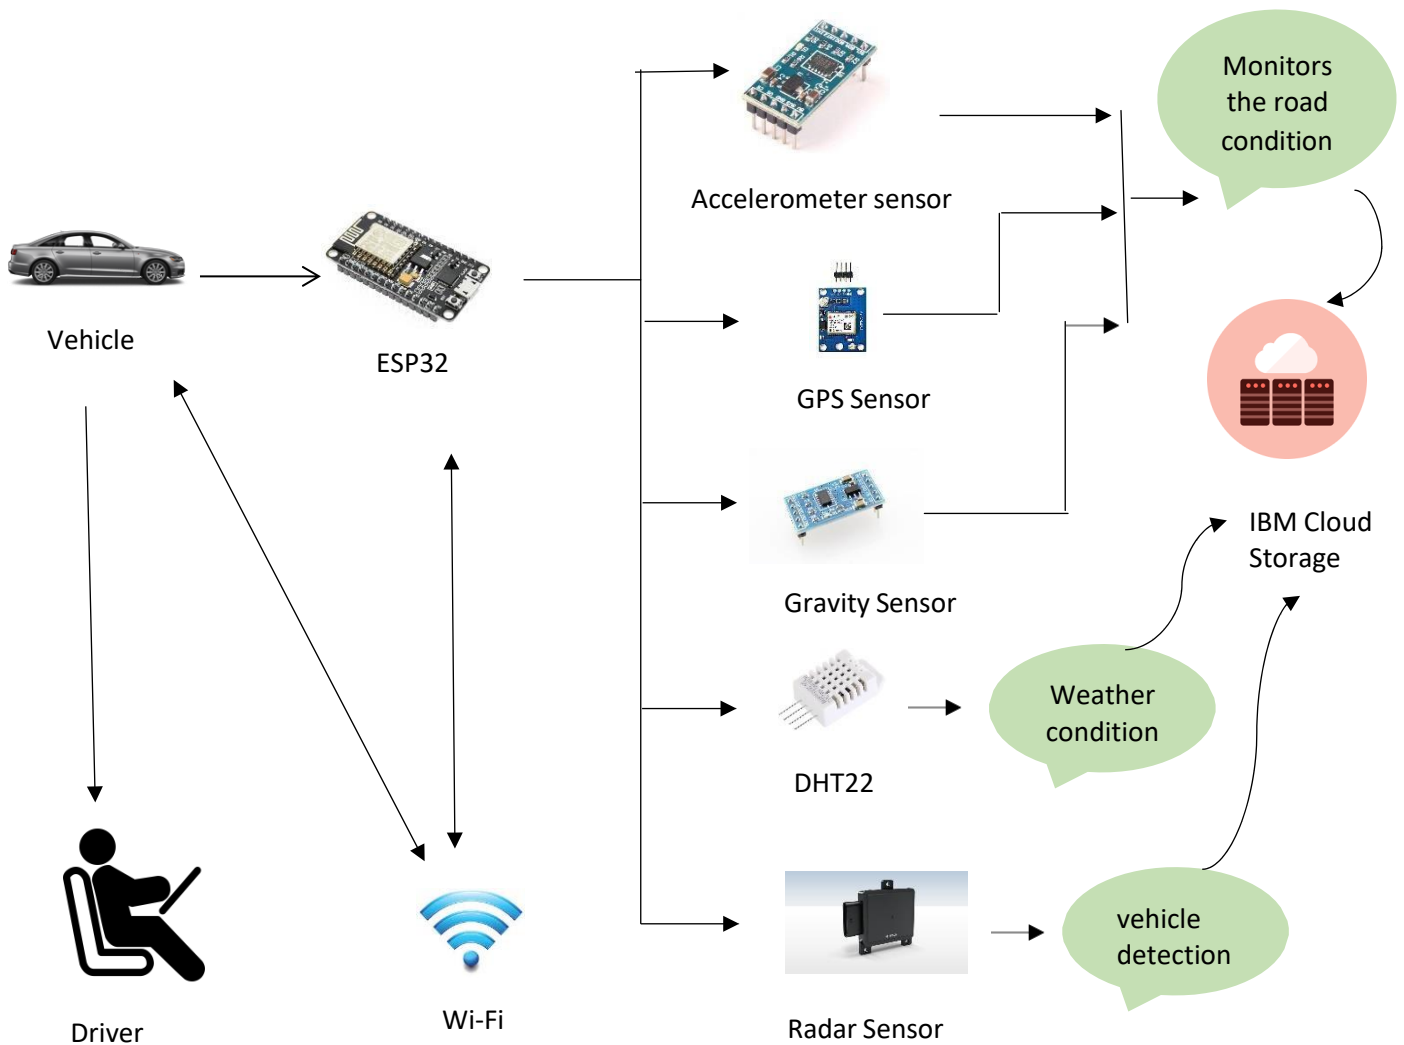 Monitors
the road
condition
Accelerometer sensor
Vehicle
ESP32
GPS Sensor
IBM Cloud
Storage
Gravity Sensor
Weather
condition
DHT22
vehicle
detection
Driver
Wi-Fi
Radar Sensor